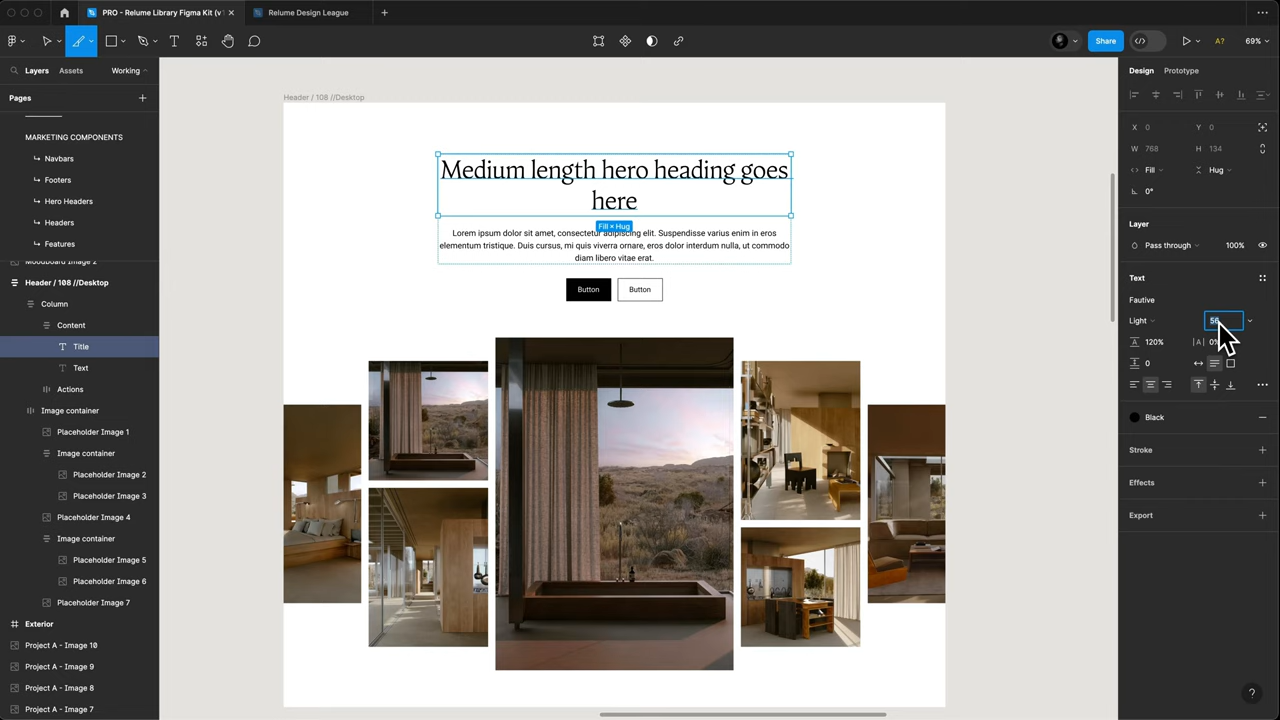 PRO - Relume Library Figma Kit (v
Relume Design League
Share
A?
69%
Layers
Assets
Working
Pages
MARKETING COMPONENTS
Navbars
Footers
Hero Headers
Headers
Features
Moodboard Image 2
Header / 108 //Desktop
Column
Content
Title
Text
Actions
Image container
Placeholder Image 1
Image container
Placeholder Image 2
Placeholder Image 3
Placeholder Image 4
Image container
Placeholder Image 5
Placeholder Image 6
Placeholder Image 7
Exterior
Project A - Image 10
Project A - Image 9
Project A - Image 8
Project A - Image 7
Header / 108 //Desktop
Medium length hero heading goes
here
Fill × Hug
Lorem ipsum dolor sit amet, consectetur adipiscing elit. Suspendisse varius enim in eros
elementum tristique. Duis cursus, mi quis viverra ornare, eros dolor interdum nulla, ut commodo
diam libero vitae erat.
Button
Button
Design
Prototype
X 0
Y 0
W 768
H 134
Fill
Hug
0°
Layer
Pass through
100%
Text
Fautive
Light
56
120%
0%
0
Black
Stroke
Effects
Export
?